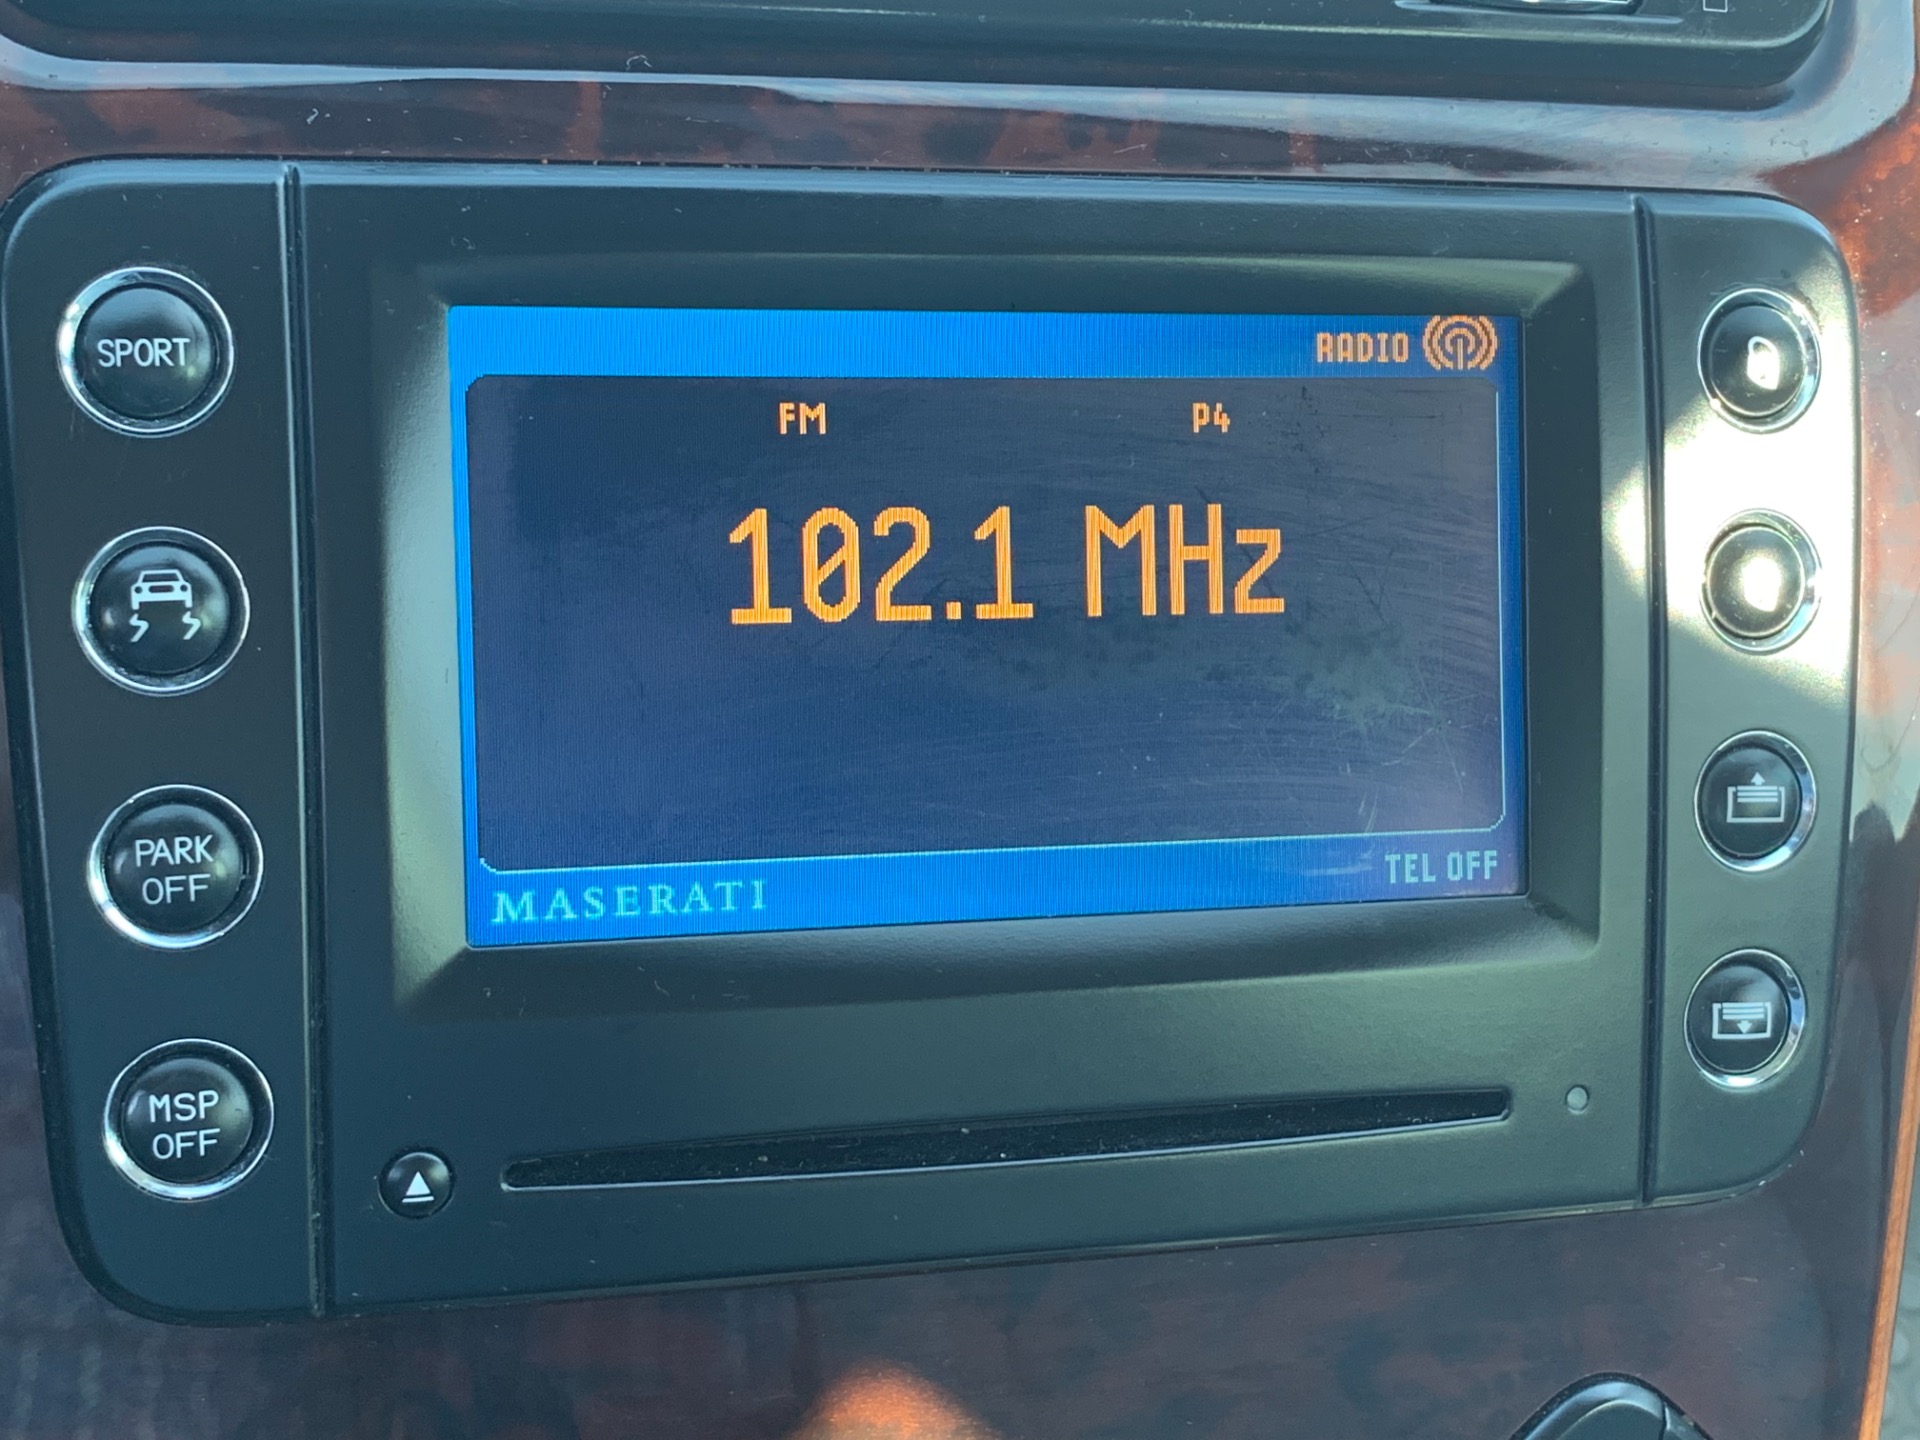 SPORT
RADIO
FM P4
102.1 MHz
PARK
OFF
MASERATI
TEL OFF
MSP
OFF